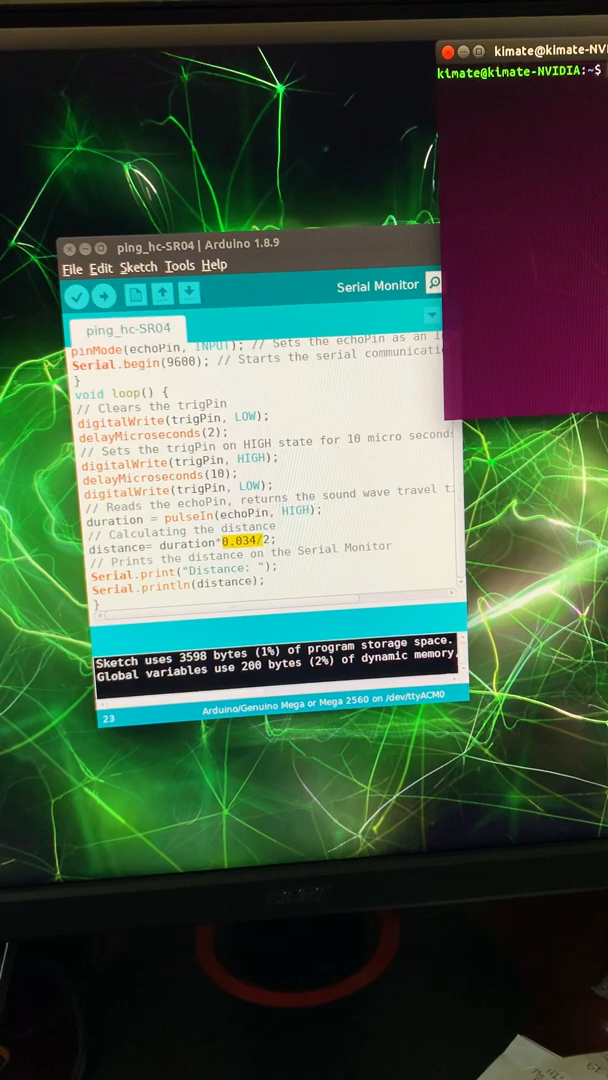 kimate@kimate-NVI
kimate@kimate-NVIDIA:~$
ping_hc-SR04 | Arduino 1.8.9
File Edit Sketch Tools Help
Serial Monitor
ping_hc-SR04
pinMode(echoPin, INPUT); // Sets the echoPin as an I
Serial.begin(9600); // Starts the serial communicati
}
void loop() {
// Clears the trigPin
digitalWrite(trigPin, LOW);
delayMicroseconds(2);
// Sets the trigPin on HIGH state for 10 micro seconds
digitalWrite(trigPin, HIGH);
delayMicroseconds(10);
digitalWrite(trigPin, LOW);
// Reads the echoPin, returns the sound wave travel ti
duration = pulseIn(echoPin, HIGH);
// Calculating the distance
distance= duration*0.034/2;
// Prints the distance on the Serial Monitor
Serial.print("Distance: ");
Serial.println(distance);
}
Sketch uses 3598 bytes (1%) of program storage space.
Global variables use 200 bytes (2%) of dynamic memory,
23
Arduino/Genuino Mega or Mega 2560 on /dev/ttyACM0